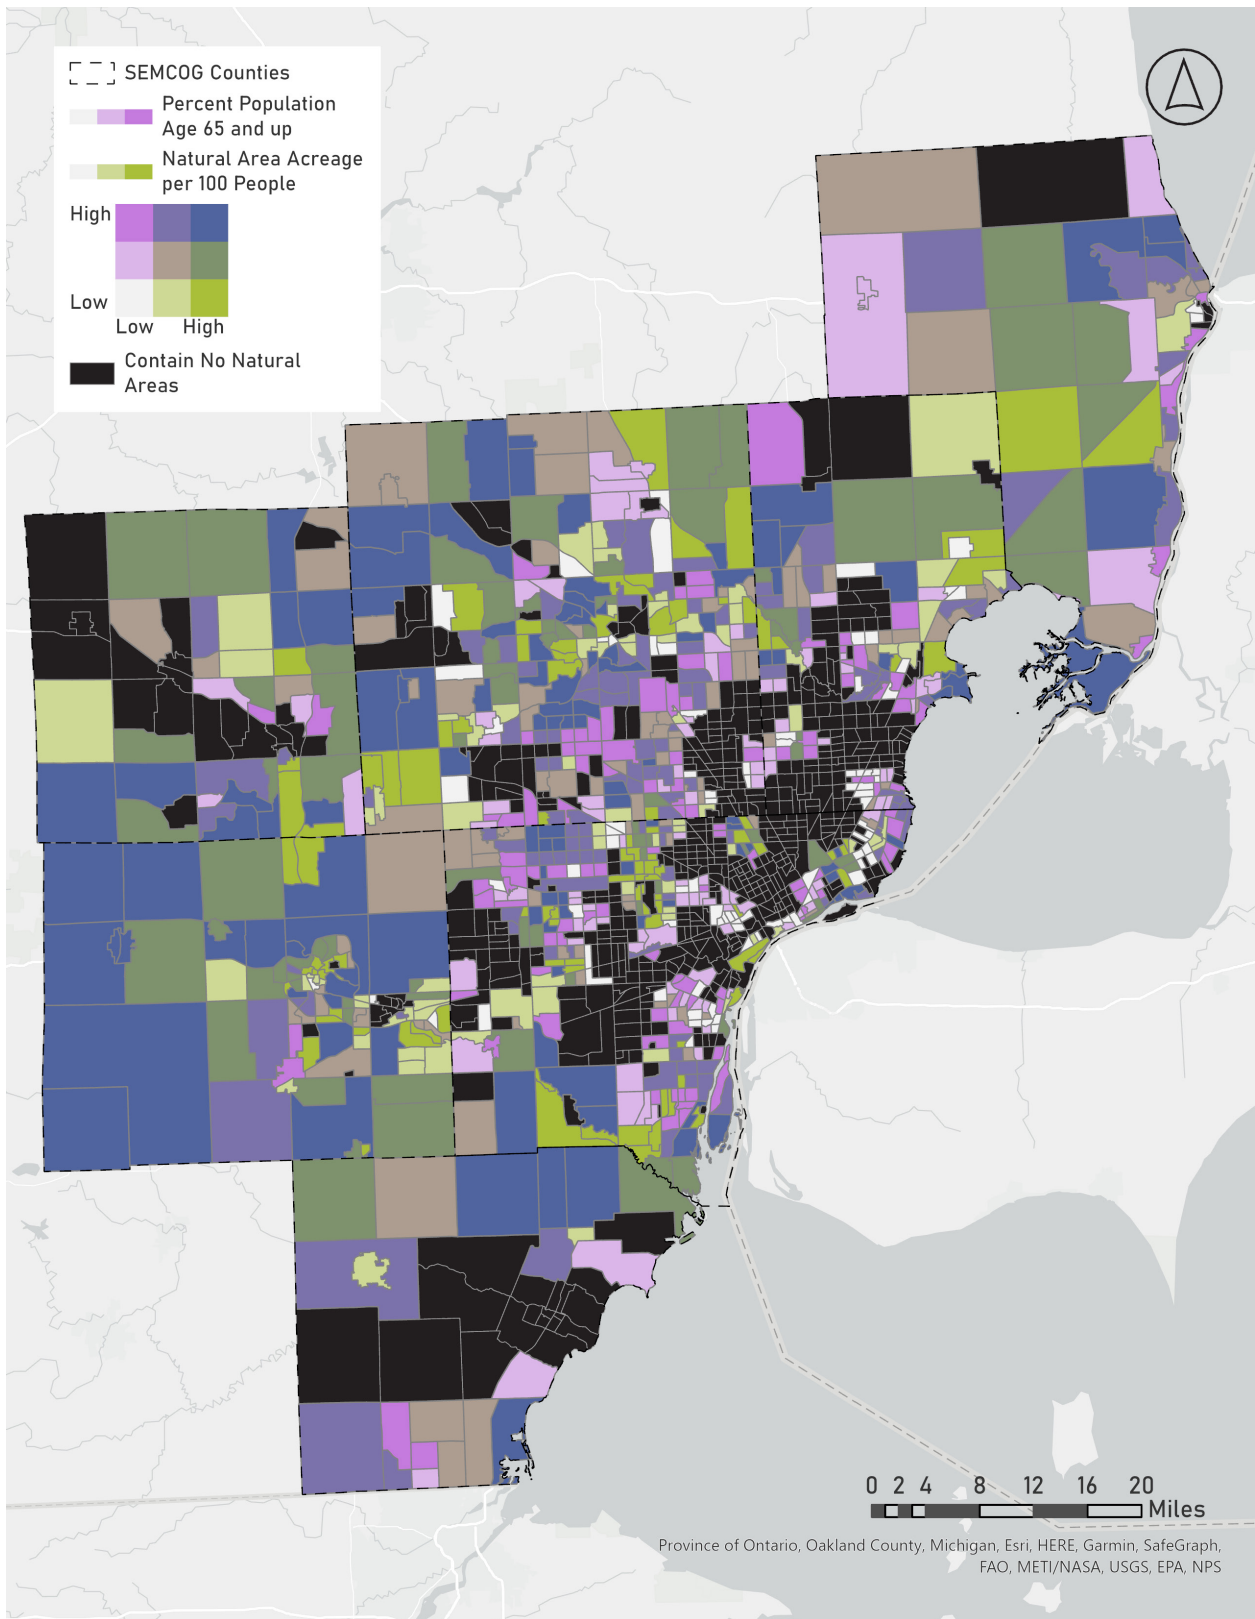 SEMCOG Counties
Percent Population
Age 65 and up
Natural Area Acreage
per 100 People
High
Low
Low High
Contain No Natural
Areas
0 2 4 8 12 16 20
Miles
Province of Ontario, Oakland County, Michigan, Esri, HERE, Garmin, SafeGraph,
FAO, METI/NASA, USGS, EPA, NPS